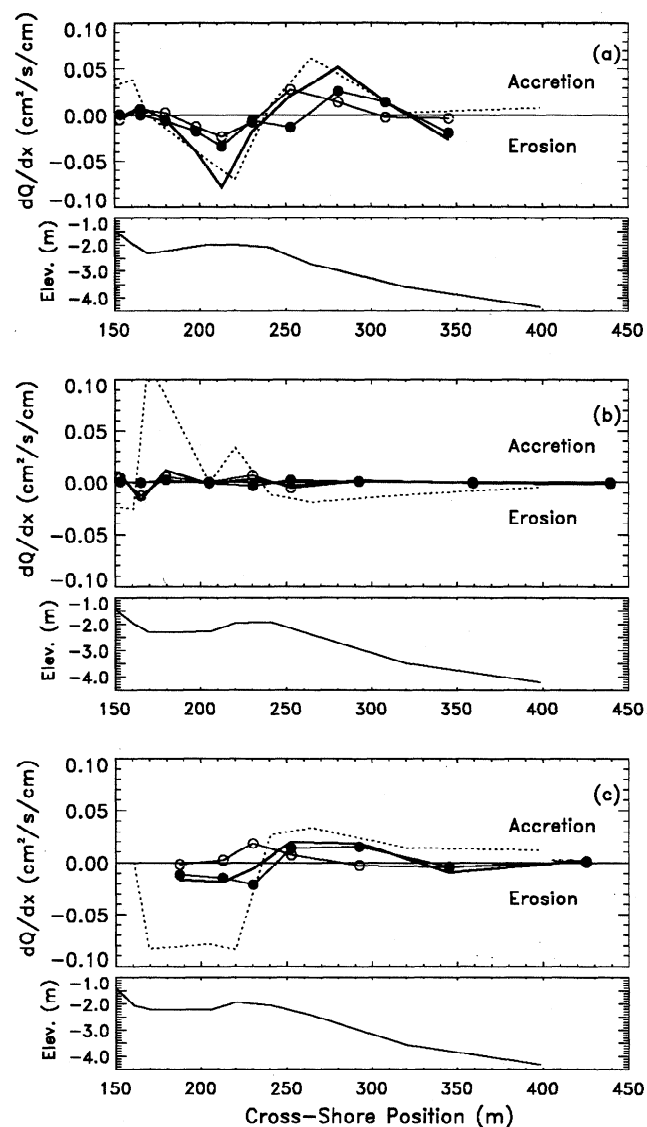 (a)
0.10
0.05
0.00
-0.05
-0.10
dQ/dx (cm²/s/cm)
Accretion
Erosion
-1.0
-2.0
-3.0
-4.0
Elev. (m)
150 200 250 300 350 400 450
(b)
0.10
0.05
0.00
-0.05
-0.10
dQ/dx (cm²/s/cm)
Accretion
Erosion
-1.0
-2.0
-3.0
-4.0
Elev. (m)
150 200 250 300 350 400 450
(c)
0.10
0.05
0.00
-0.05
-0.10
dQ/dx (cm²/s/cm)
Accretion
Erosion
-1.0
-2.0
-3.0
-4.0
Elev. (m)
150 200 250 300 350 400 450
Cross-Shore Position (m)